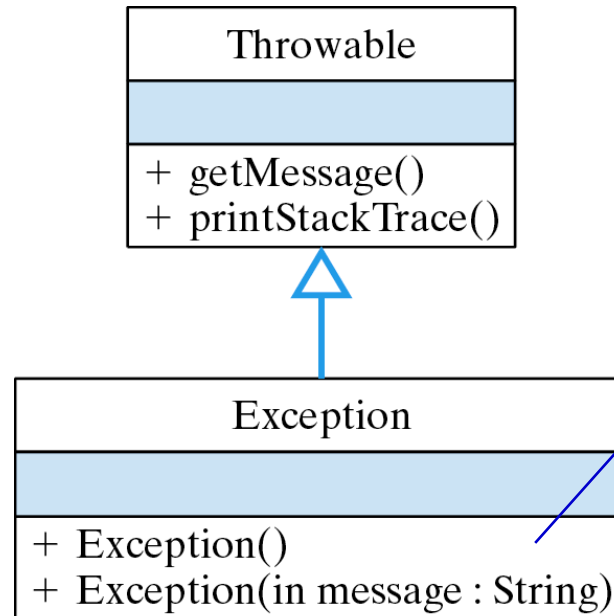 Throwable
+ getMessage()
+ printStackTrace()
Exception
+ Exception()
+ Exception(in message : String)